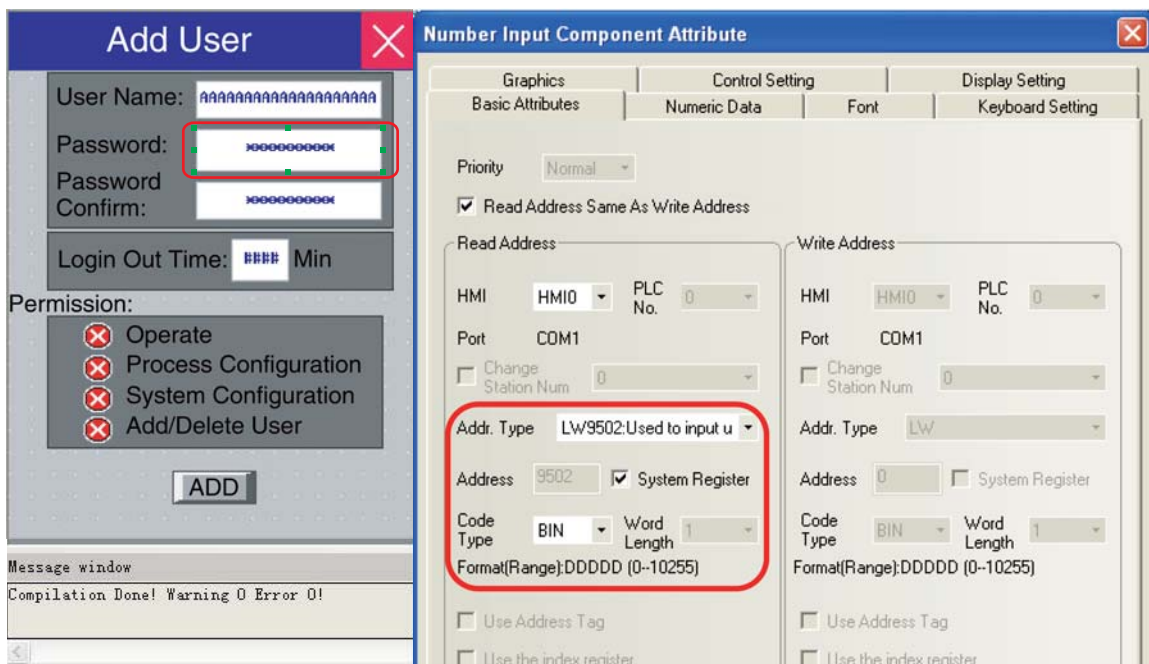 Add User
User Name: AAAAAAAAAAAAAAAAAAAA
Password: ***********
Password
Confirm: ***********
Login Out Time: #### Min
Permission:
Operate
Process Configuration
System Configuration
Add/Delete User
ADD
Message window
Compilation Done! Warning 0 Error 0!
Number Input Component Attribute
Graphics Control Setting Display Setting
Basic Attributes Numeric Data Font Keyboard Setting
Priority Normal
Read Address Same As Write Address
Read Address
HMI HMI0 PLC No. 0
Port COM1
Change Station Num 0
Addr. Type LW9502:Used to input u
Address 9502 System Register
Code Type BIN Word Length 1
Format(Range):DDDDD (0--10255)
Use Address Tag
Use the index register
Write Address
HMI HMI0 PLC No. 0
Port COM1
Change Station Num 0
Addr. Type LW
Address 0 System Register
Code Type BIN Word Length 1
Format(Range):DDDDD (0--10255)
Use Address Tag
Use the index register